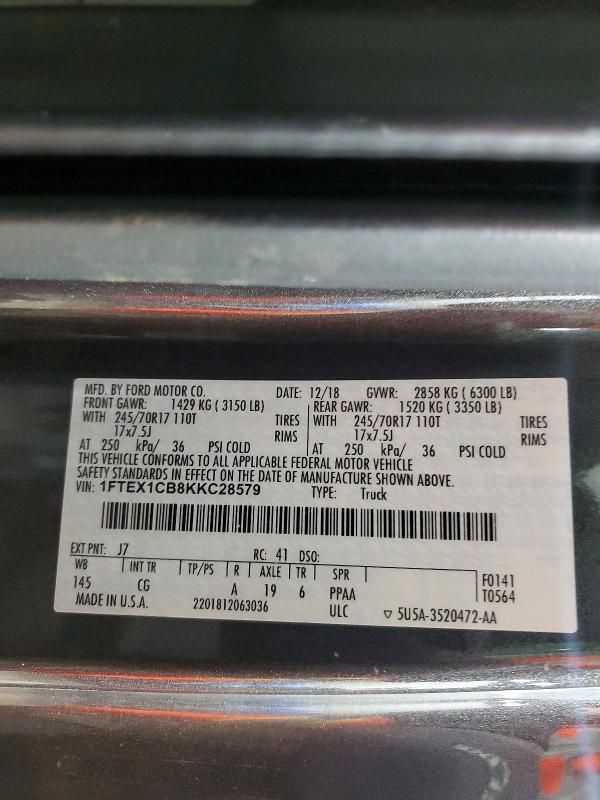 MFD. BY FORD MOTOR CO. DATE: 12/18 GVWR: 2858 KG ( 6300 LB)
FRONT GAWR: 1429 KG ( 3150 LB) REAR GAWR: 1520 KG ( 3350 LB)
WITH 245/70R17 110T TIRES WITH 245/70R17 110T TIRES
17x7.5J RIMS 17x7.5J RIMS
AT 250 kPa/ 36 PSI COLD AT 250 kPa/ 36 PSI COLD
THIS VEHICLE CONFORMS TO ALL APPLICABLE FEDERAL MOTOR VEHICLE
SAFETY STANDARDS IN EFFECT ON THE DATE OF MANUFACTURE SHOWN ABOVE.
VIN: 1FTEX1CB8KKC28579 TYPE: Truck
EXT PNT: J7 RC: 41 DSO:
WB INT TR TP/PS R AXLE TR SPR F0141
145 CG A 19 6 PPAA T0564
MADE IN U.S.A. 2201812063036 ULC ▽ 5U5A-3520472-AA